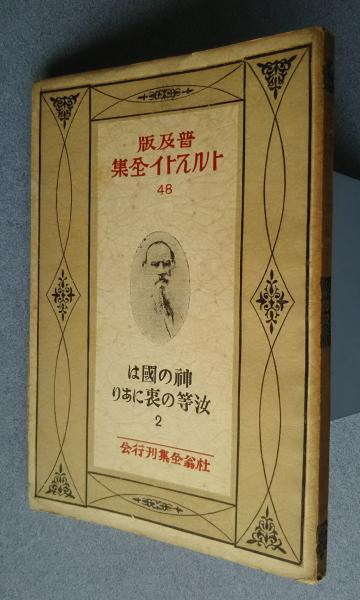 普及版
トルストイ全集
48
神の國は
汝等の裏にあり
2
杜翁全集刊行会